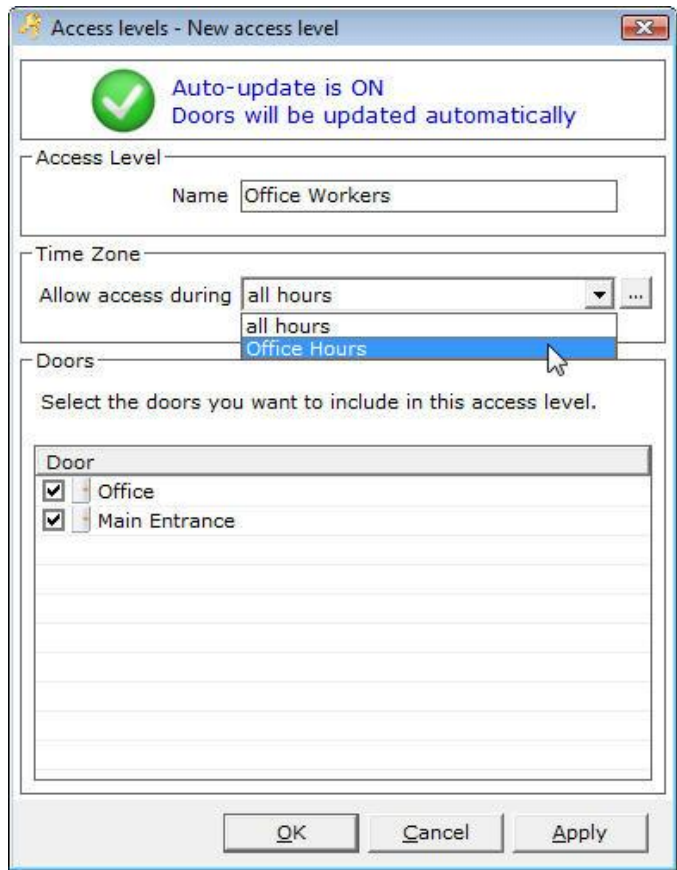 Access levels - New access level
Auto-update is ON
Doors will be updated automatically
Access Level
Name Office Workers
Time Zone
Allow access during all hours ...
all hours
Office Hours
Doors
Select the doors you want to include in this access level.
Door
Office
Main Entrance
OK Cancel Apply